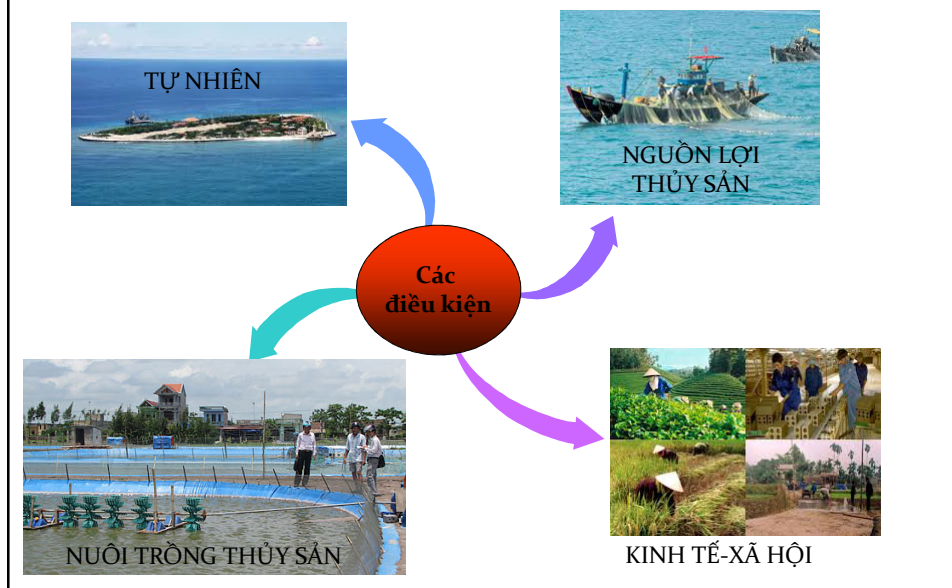 TỰ NHIÊN
NGUỒN LỢI
THỦY SẢN
Các
điều kiện
NUÔI TRỒNG THỦY SẢN
KINH TẾ-XÃ HỘI